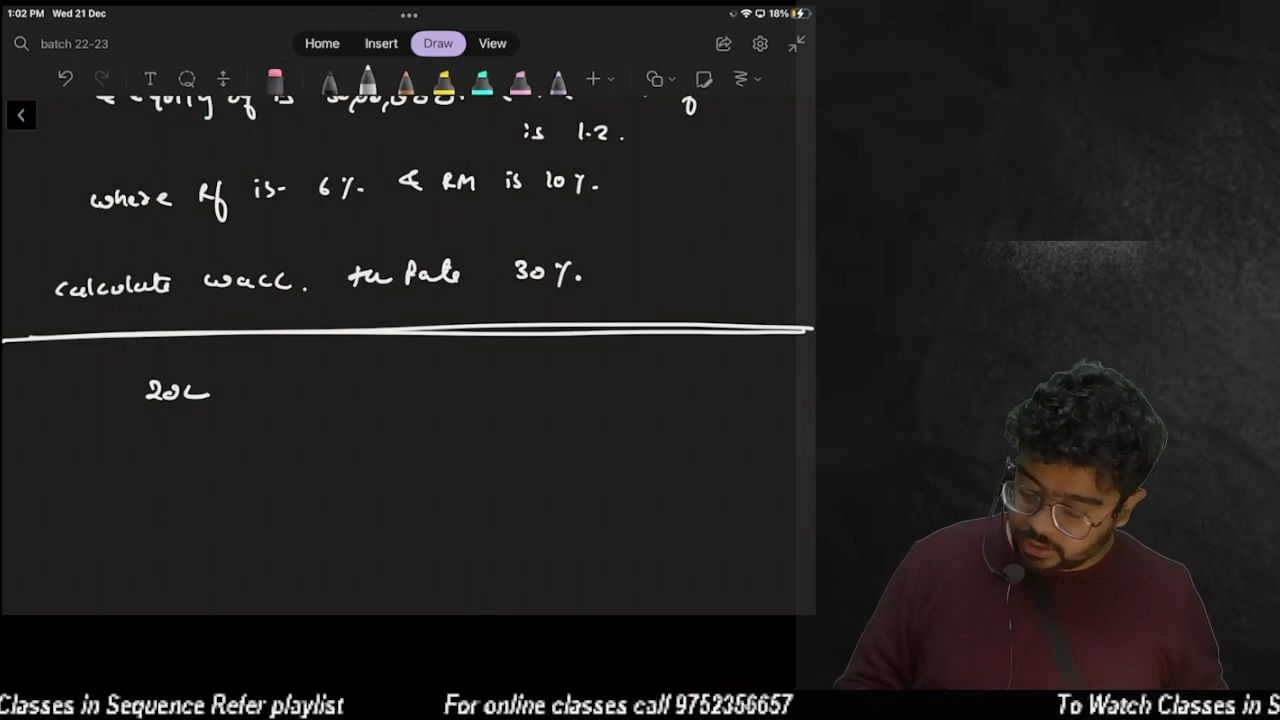 1:02 PM Wed 21 Dec
18%
batch 22-23
Home Insert Draw View
is 1.2.
where Rf is 6%. & RM is 10%.
calculate wacc. 30%.
20L
Classes in Sequence Refer playlist For online classes call 9752356657 To Watch Classes in S